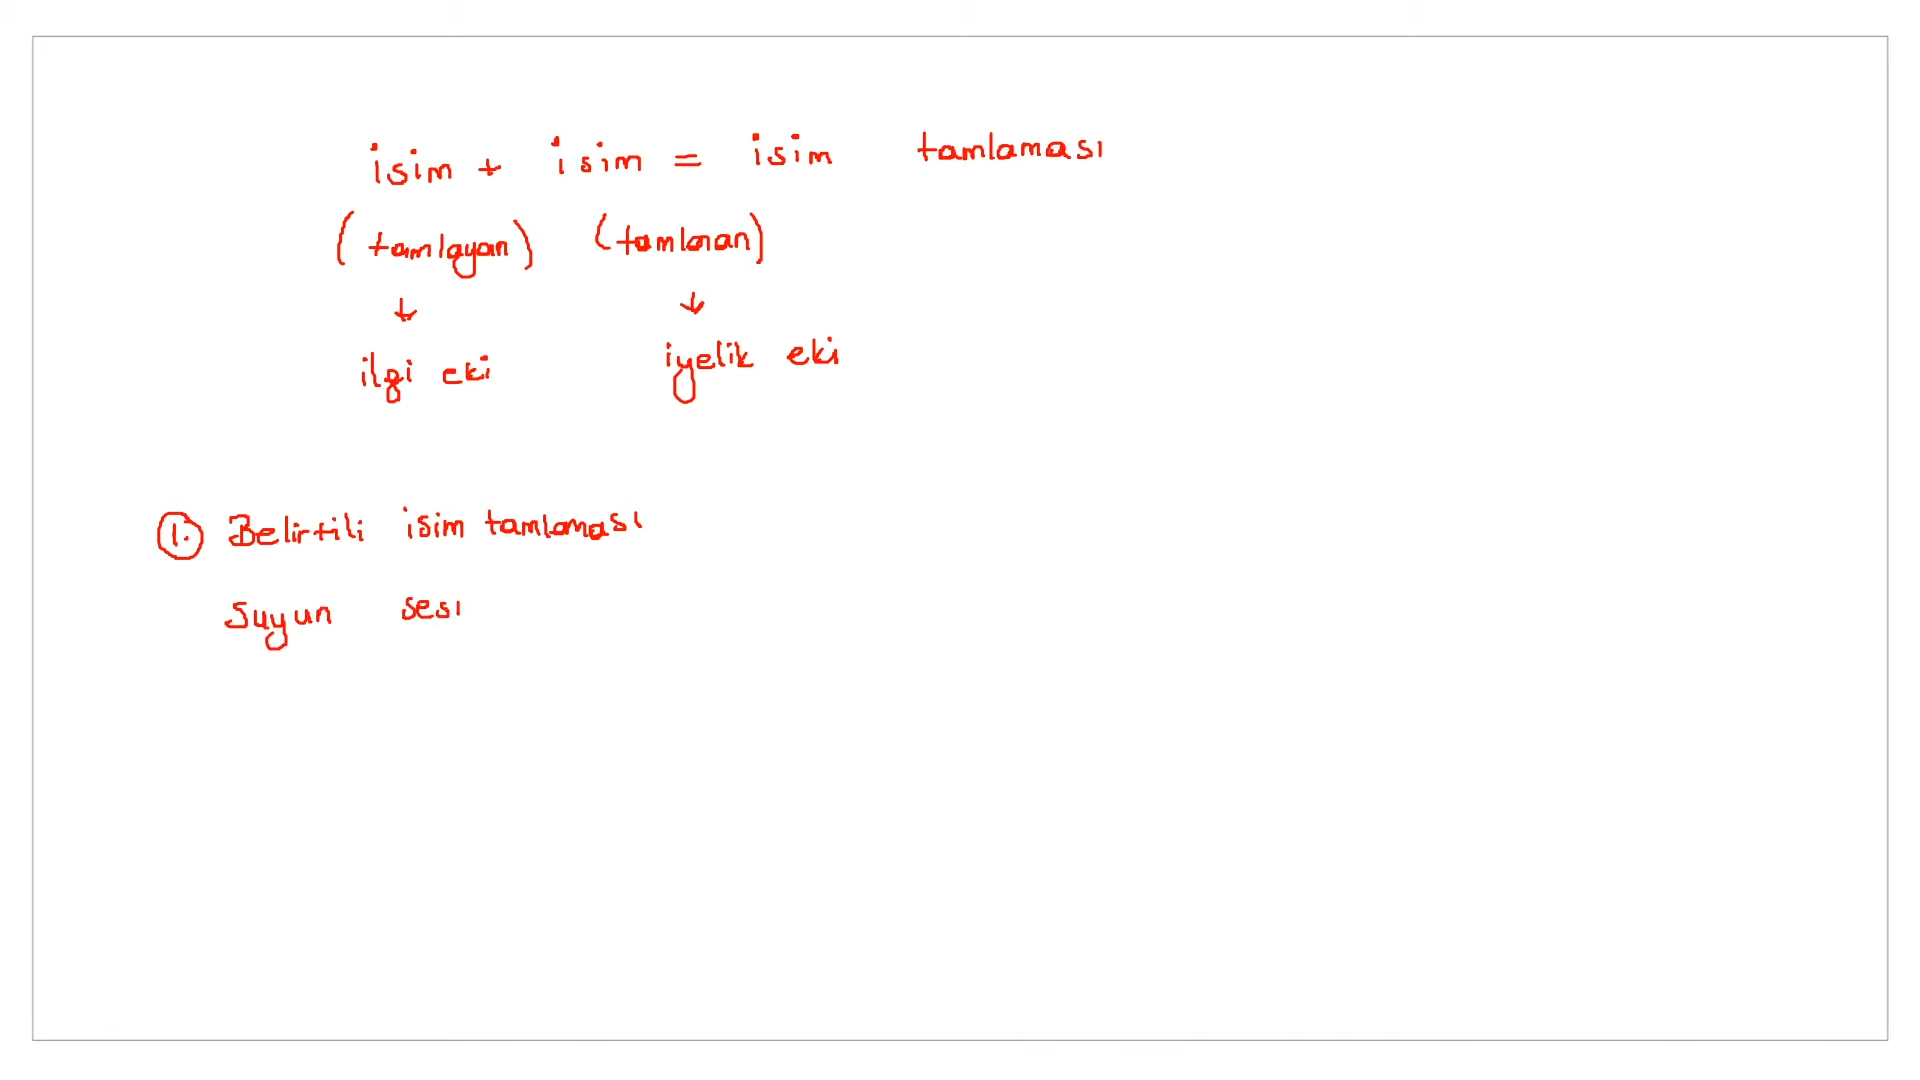 isim + isim = isim tamlaması
(tamlayan) (tamlanan)
↓ ↓
ilgi eki iyelik eki
1. Belirtili isim tamlaması
Suyun sesi